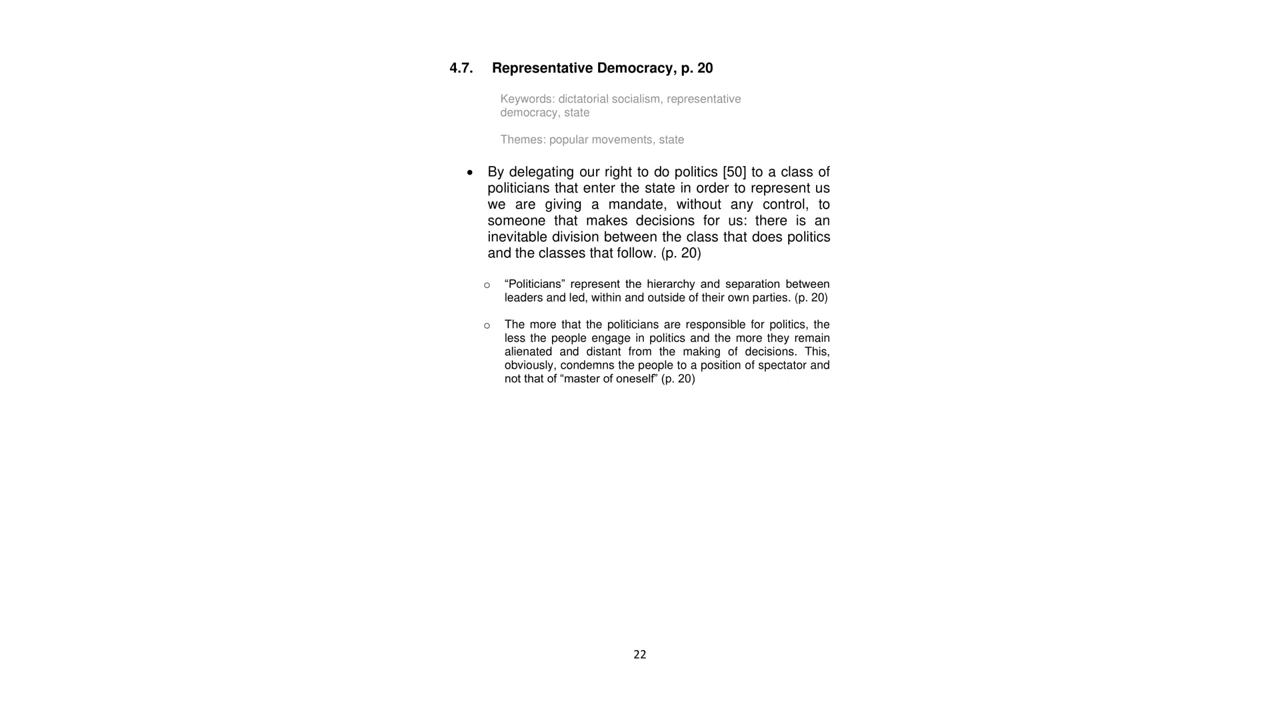 4.7. Representative Democracy, p. 20
Keywords: dictatorial socialism, representative
democracy, state
Themes: popular movements, state
• By delegating our right to do politics [50] to a class of
politicians that enter the state in order to represent us
we are giving a mandate, without any control, to
someone that makes decisions for us: there is an
inevitable division between the class that does politics
and the classes that follow. (p. 20)
o “Politicians” represent the hierarchy and separation between
leaders and led, within and outside of their own parties. (p. 20)
o The more that the politicians are responsible for politics, the
less the people engage in politics and the more they remain
alienated and distant from the making of decisions. This,
obviously, condemns the people to a position of spectator and
not that of “master of oneself” (p. 20)
22